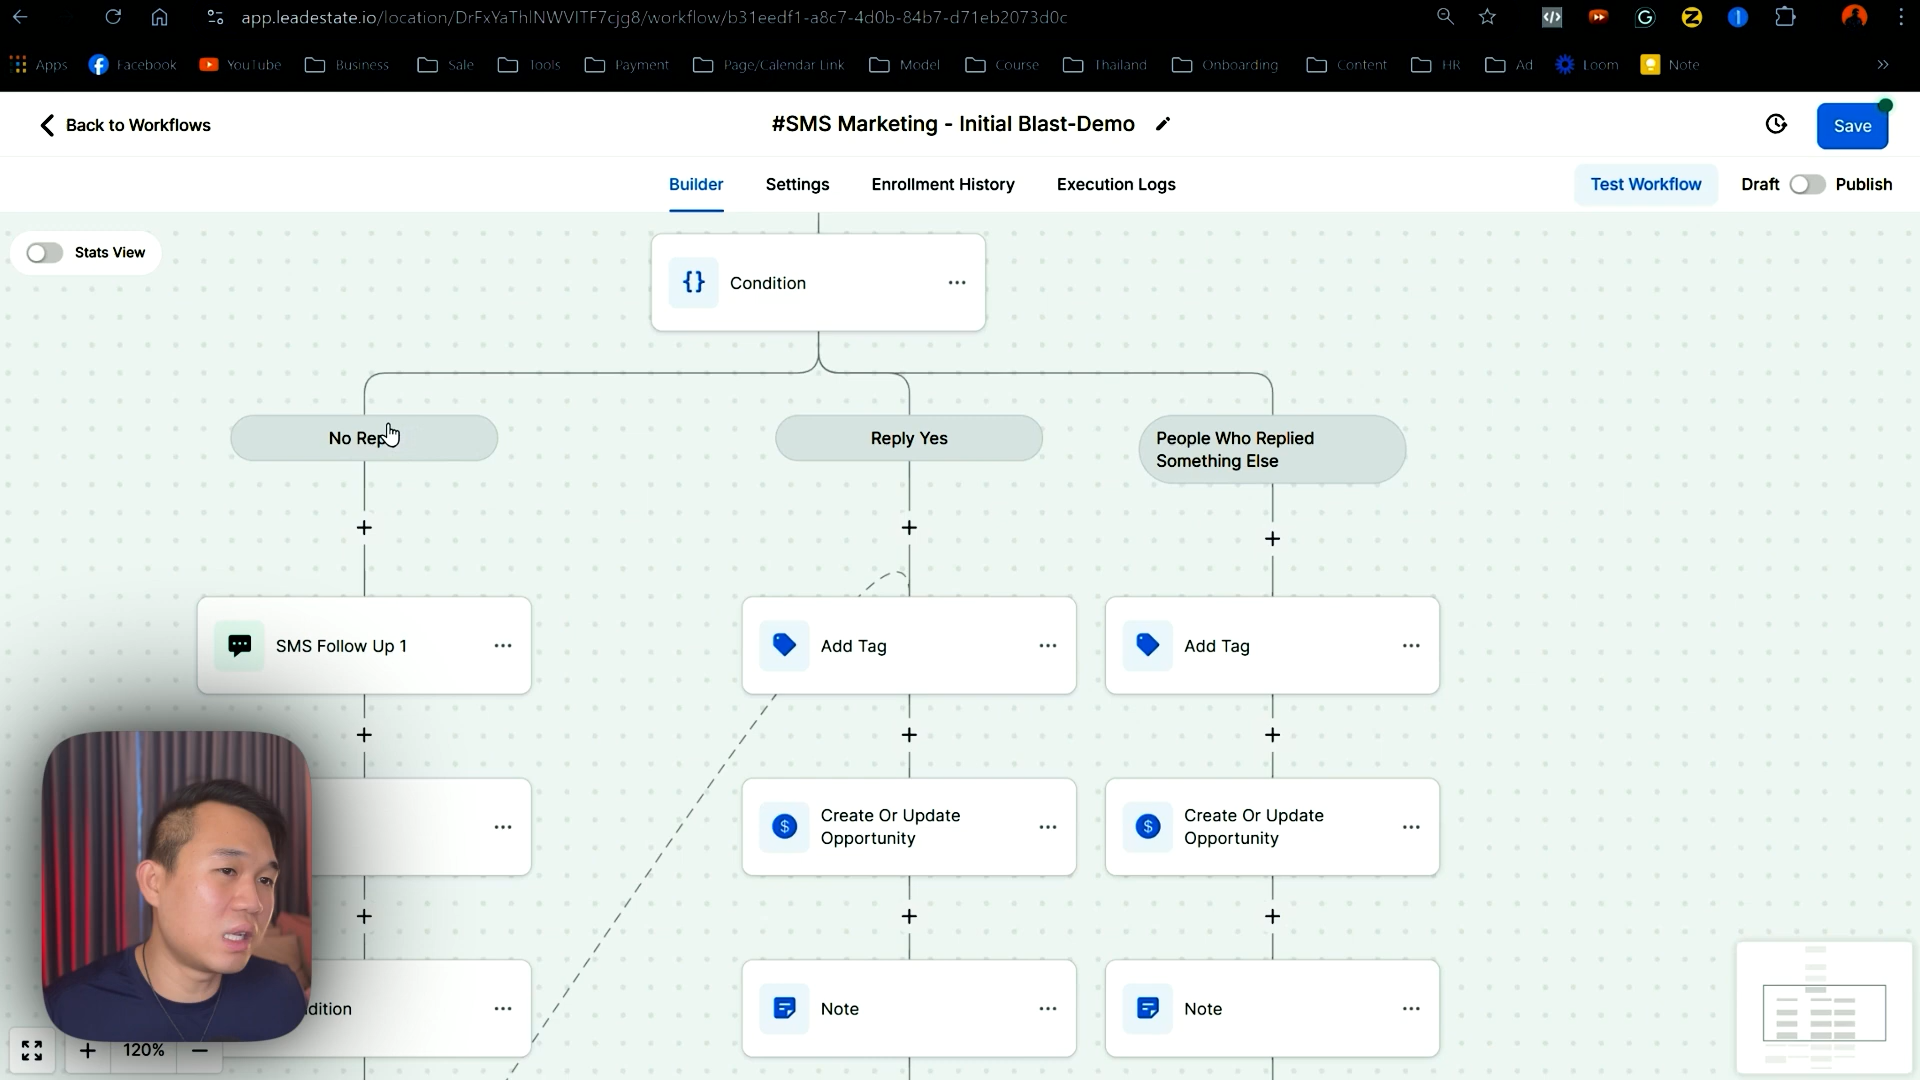 app.leadestate.io/location/DrFxYaThlNWVITF7cjg8/workflow/b31eedf1-a8c7-4d0b-84b7-d71eb2073d0c
Apps
Facebook
YouTube
Business
Sale
Tools
Payment
Page/Calendar Link
Model
Course
Thailand
Onboarding
Content
HR
Ad
Loom
Note
Back to Workflows
#SMS Marketing - Initial Blast-Demo
Save
Builder
Settings
Enrollment History
Execution Logs
Test Workflow
Draft
Publish
Stats View
{} Condition
No Rep
Reply Yes
People Who Replied
Something Else
SMS Follow Up 1
Add Tag
Add Tag
Create Or Update
Opportunity
Create Or Update
Opportunity
dition
Note
Note
120%